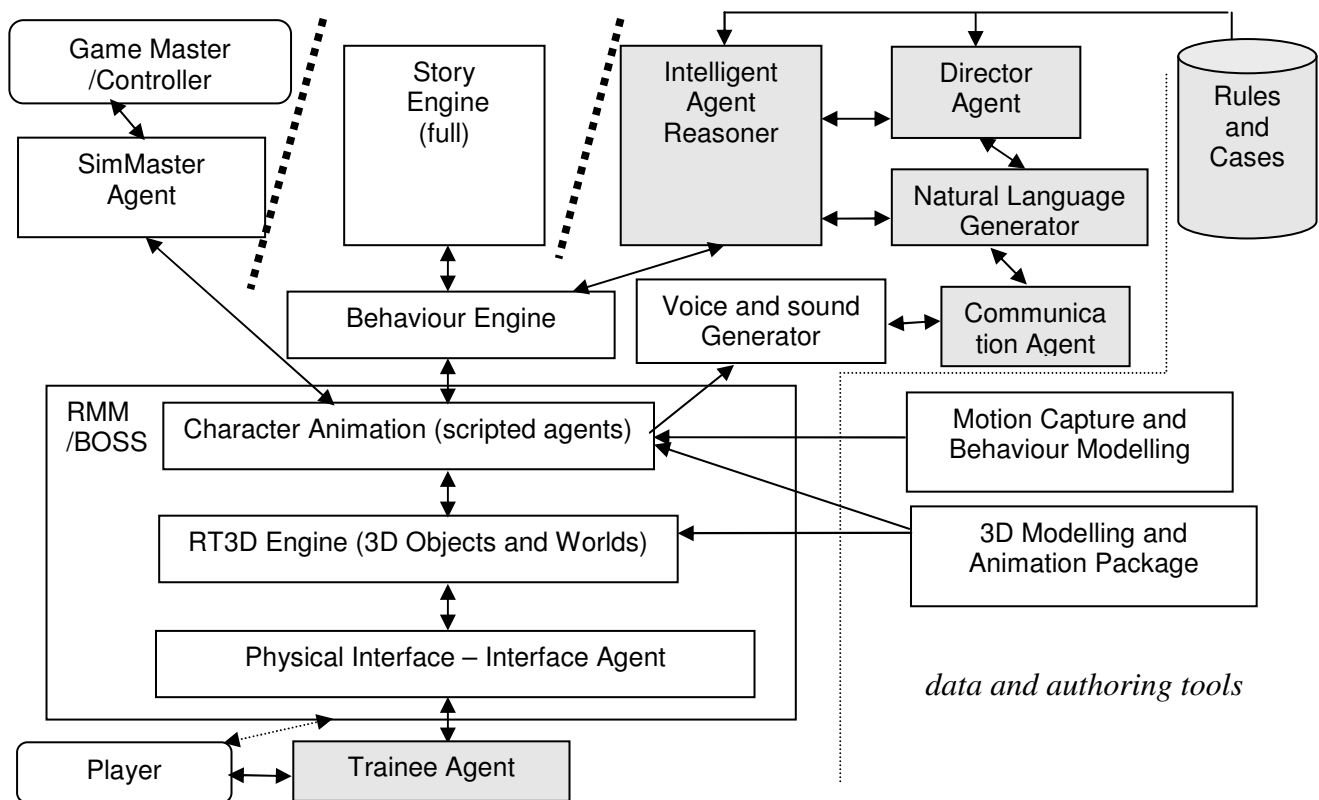 Game Master
/Controller
SimMaster
Agent
Story
Engine
(full)
Intelligent
Agent
Reasoner
Director
Agent
Rules
and
Cases
Natural Language
Generator
Behaviour Engine
Voice and sound
Generator
Communica
tion Agent
RMM
/BOSS
Character Animation (scripted agents)
Motion Capture and
Behaviour Modelling
RT3D Engine (3D Objects and Worlds)
3D Modelling and
Animation Package
Physical Interface – Interface Agent
data and authoring tools
Player
Trainee Agent